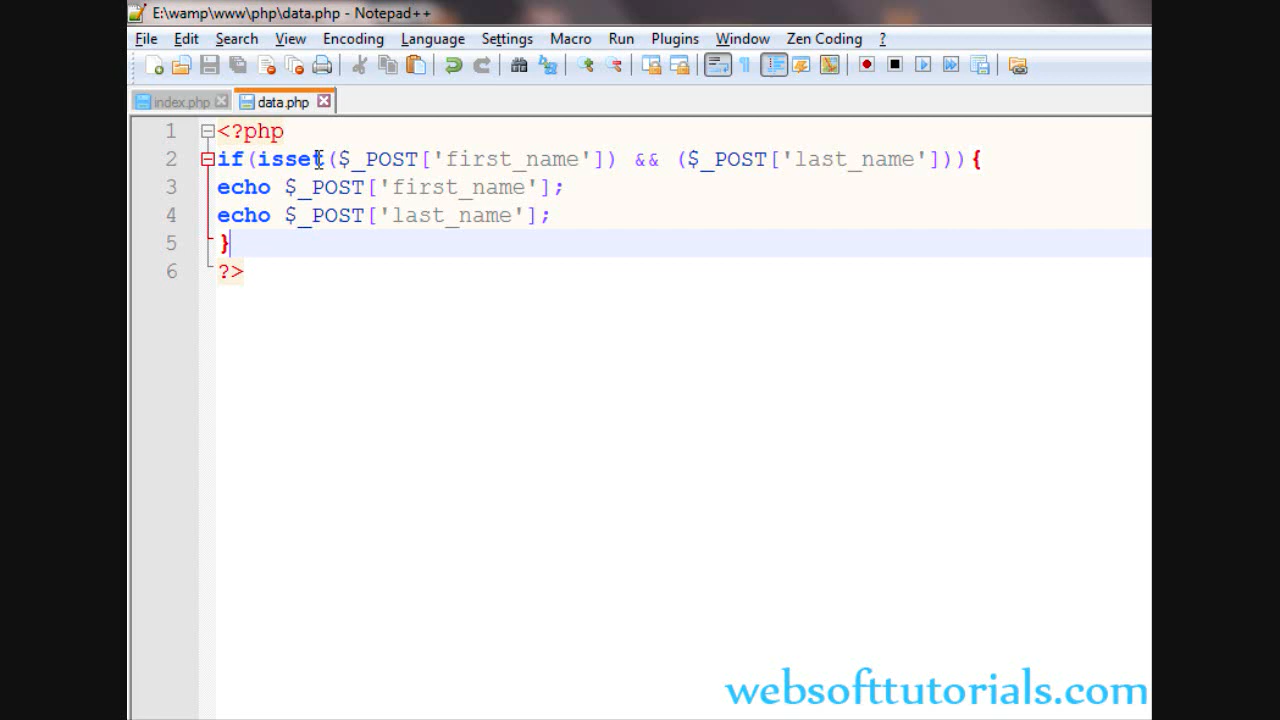 E:\wamp\www\php\data.php - Notepad++
File Edit Search View Encoding Language Settings Macro Run Plugins Window Zen Coding ?
index.php data.php
1 <?php
2 if(isset($_POST['first_name']) && ($_POST['last_name'])){
3 echo $_POST['first_name'];
4 echo $_POST['last_name'];
5 }
6 ?>
websofttutorials.com